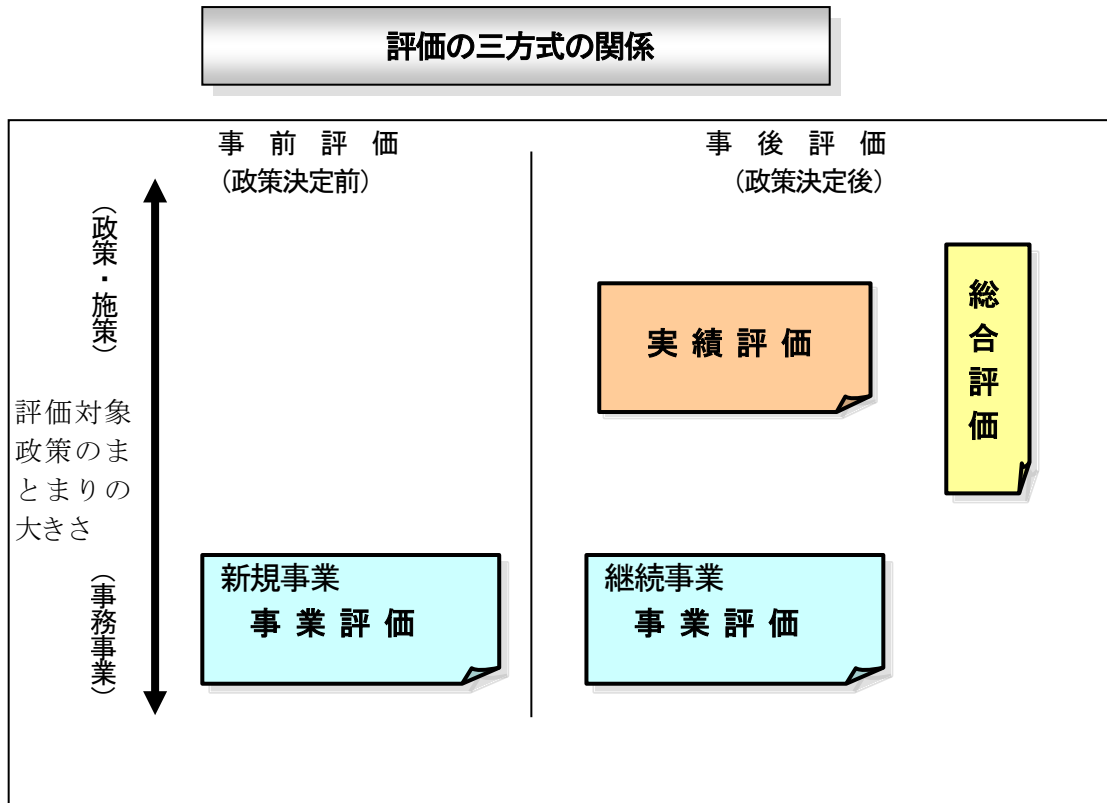 評価の三方式の関係
事前評価
（政策決定前）
事後評価
（政策決定後）
（政策・施策）
評価対象
政策のま
とまりの
大きさ
（事務事業）
実績評価
総合評価
新規事業
事業評価
継続事業
事業評価